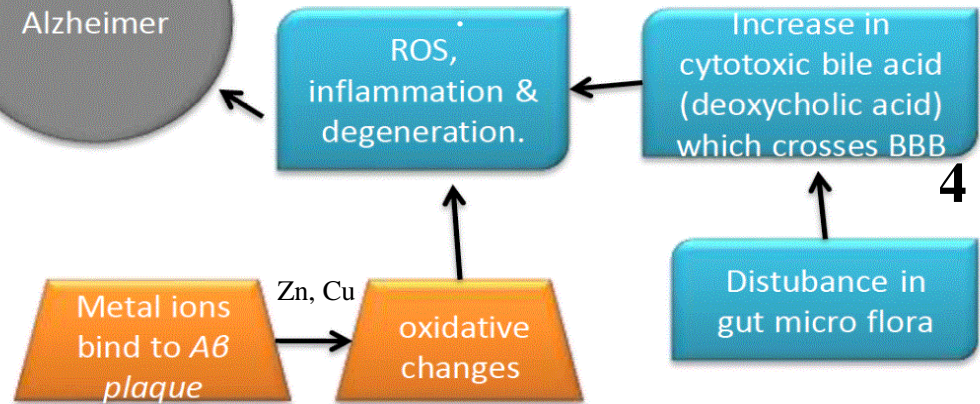 Alzheimer
ROS,
inflammation &
degeneration.
Increase in
cytotoxic bile acid
(deoxycholic acid)
which crosses BBB
4
Metal ions
bind to Aβ
plaque
Zn, Cu
oxidative
changes
Distubance in
gut micro flora